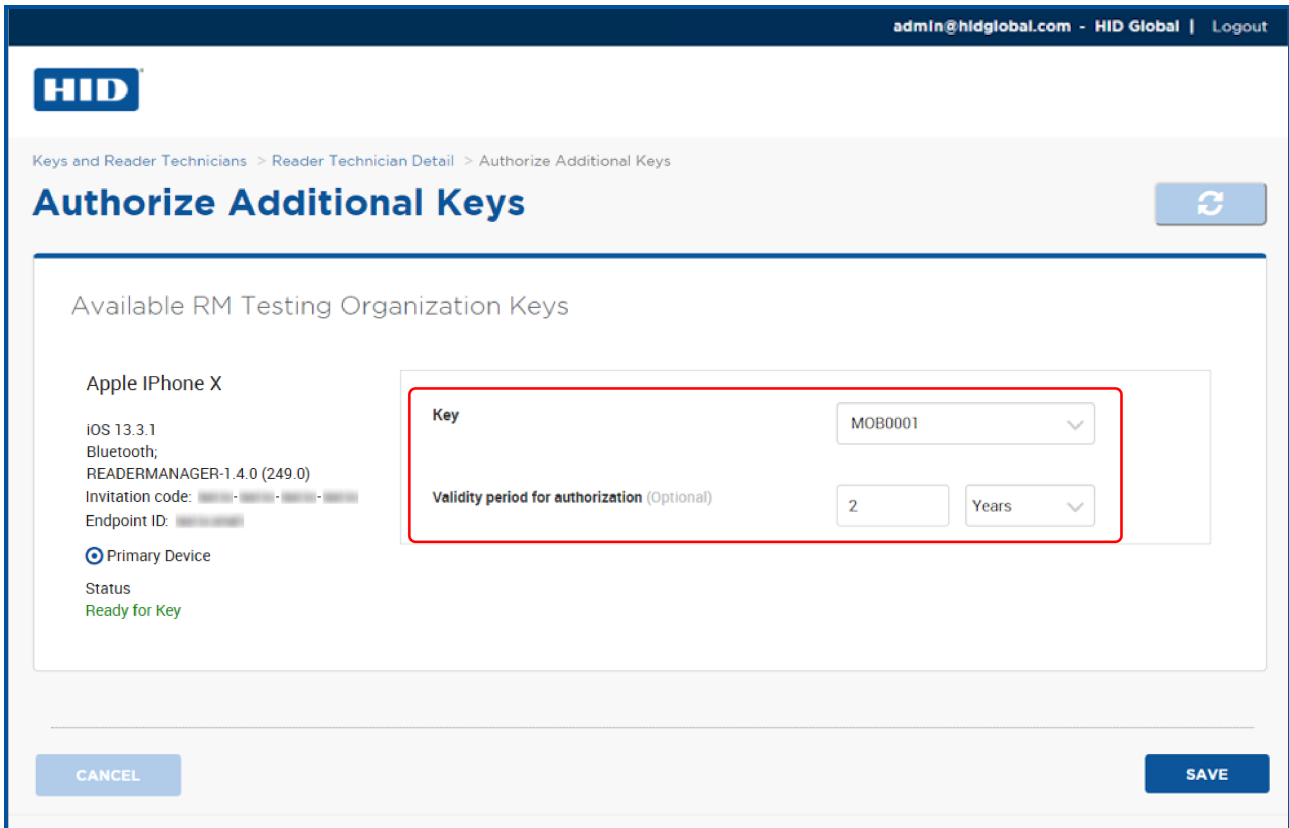 admin@hidglobal.com - HID Global | Logout
HID
Keys and Reader Technicians > Reader Technician Detail > Authorize Additional Keys
Authorize Additional Keys
Available RM Testing Organization Keys
Apple IPhone X
iOS 13.3.1
Bluetooth;
READERMANAGER-1.4.0 (249.0)
Invitation code:
Endpoint ID:
Primary Device
Status
Ready for Key
Key
MOB0001
Validity period for authorization (Optional)
2
Years
CANCEL
SAVE